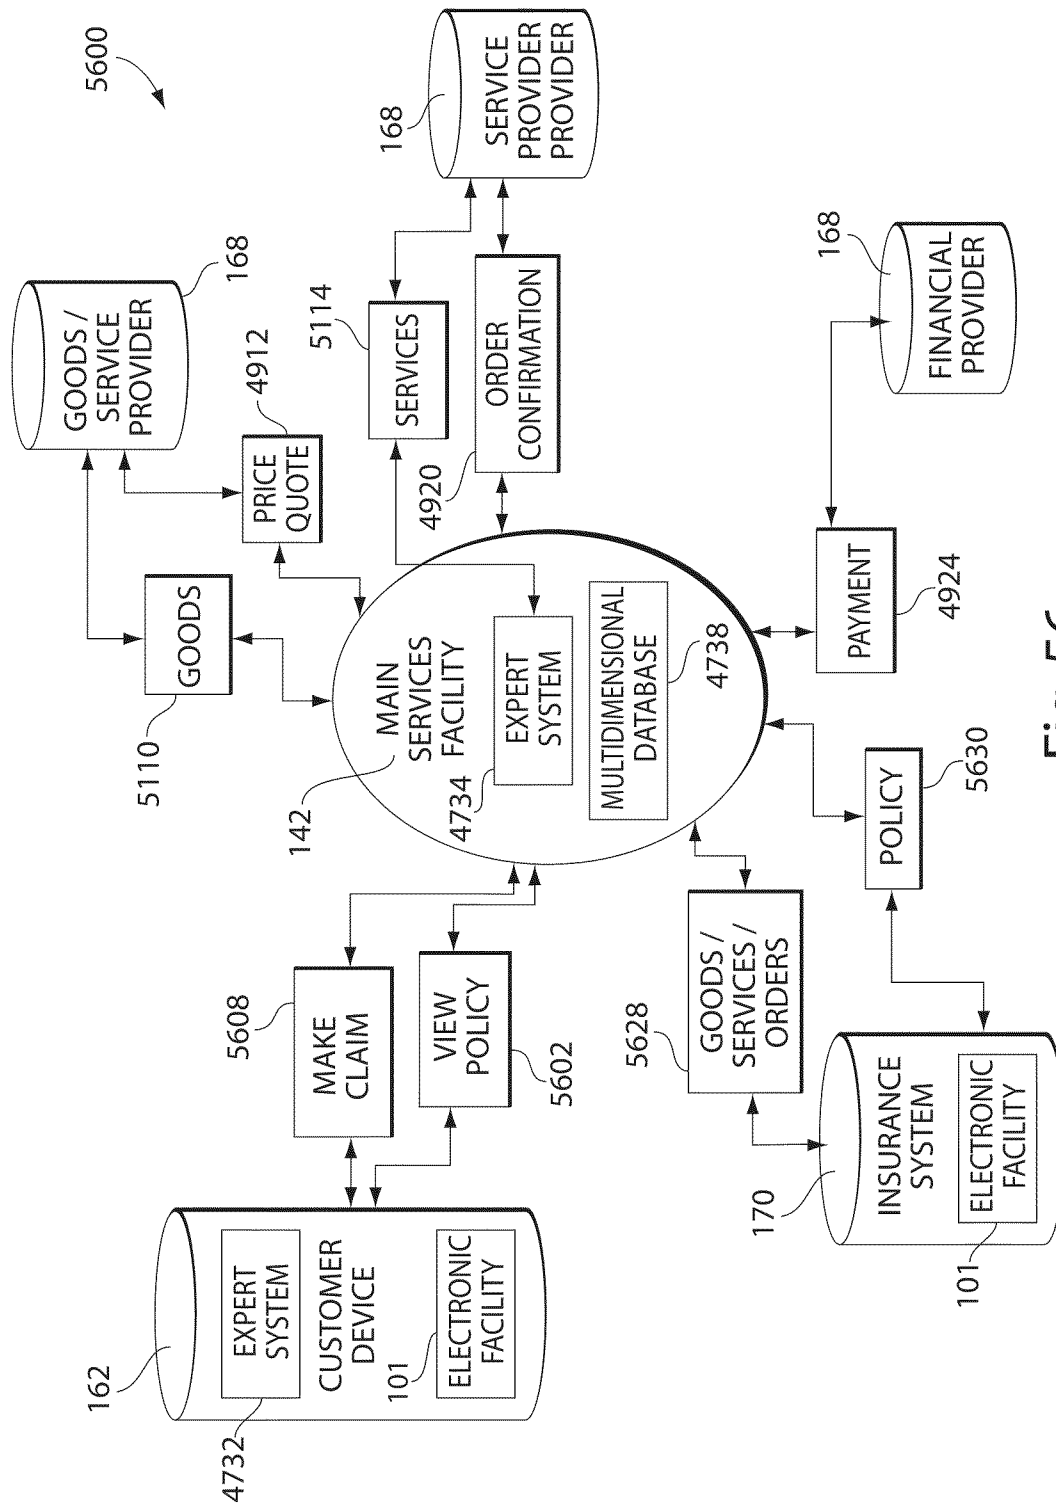 5600
GOODS /
SERVICE
PROVIDER
168
168
SERVICE
PROVIDER
PROVIDER
PRICE
QUOTE
4912
5114
SERVICES
GOODS
5110
4920
ORDER
CONFIRMATION
168
FINANCIAL
PROVIDER
142
MAIN
SERVICES
FACILITY
4734
EXPERT
SYSTEM
MULTIDIMENSIONAL
DATABASE
4738
PAYMENT
4924
5608
MAKE
CLAIM
VIEW
POLICY
5602
5628
GOODS /
SERVICES /
ORDERS
POLICY
5630
162
4732
EXPERT
SYSTEM
CUSTOMER
DEVICE
101
ELECTRONIC
FACILITY
170
INSURANCE
SYSTEM
ELECTRONIC
FACILITY
101